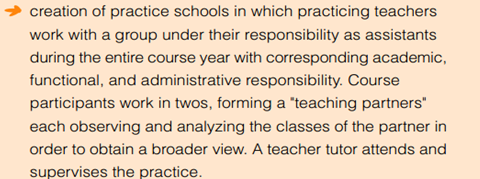 creation of practice schools in which practicing teachers
work with a group under their responsibility as assistants
during the entire course year with corresponding academic,
functional, and administrative responsibility. Course
participants work in twos, forming a "teaching partners"
each observing and analyzing the classes of the partner in
order to obtain a broader view. A teacher tutor attends and
supervises the practice.